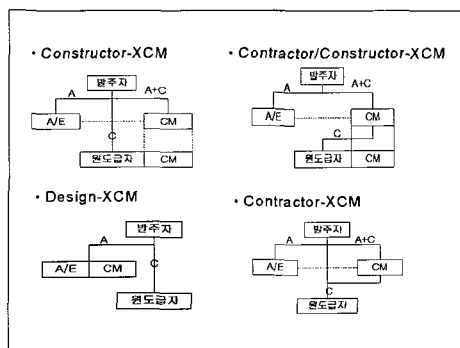 • Constructor-XCM
발주자
A
A+C
A/E
CM
C
원도급자
CM
• Contractor/Constructor-XCM
발주자
A
A+C
A/E
CM
C
원도급자
CM
• Design-XCM
발주자
A
C
A/E
CM
원도급자
• Contractor-XCM
발주자
A
A+C
A/E
CM
C
원도급자